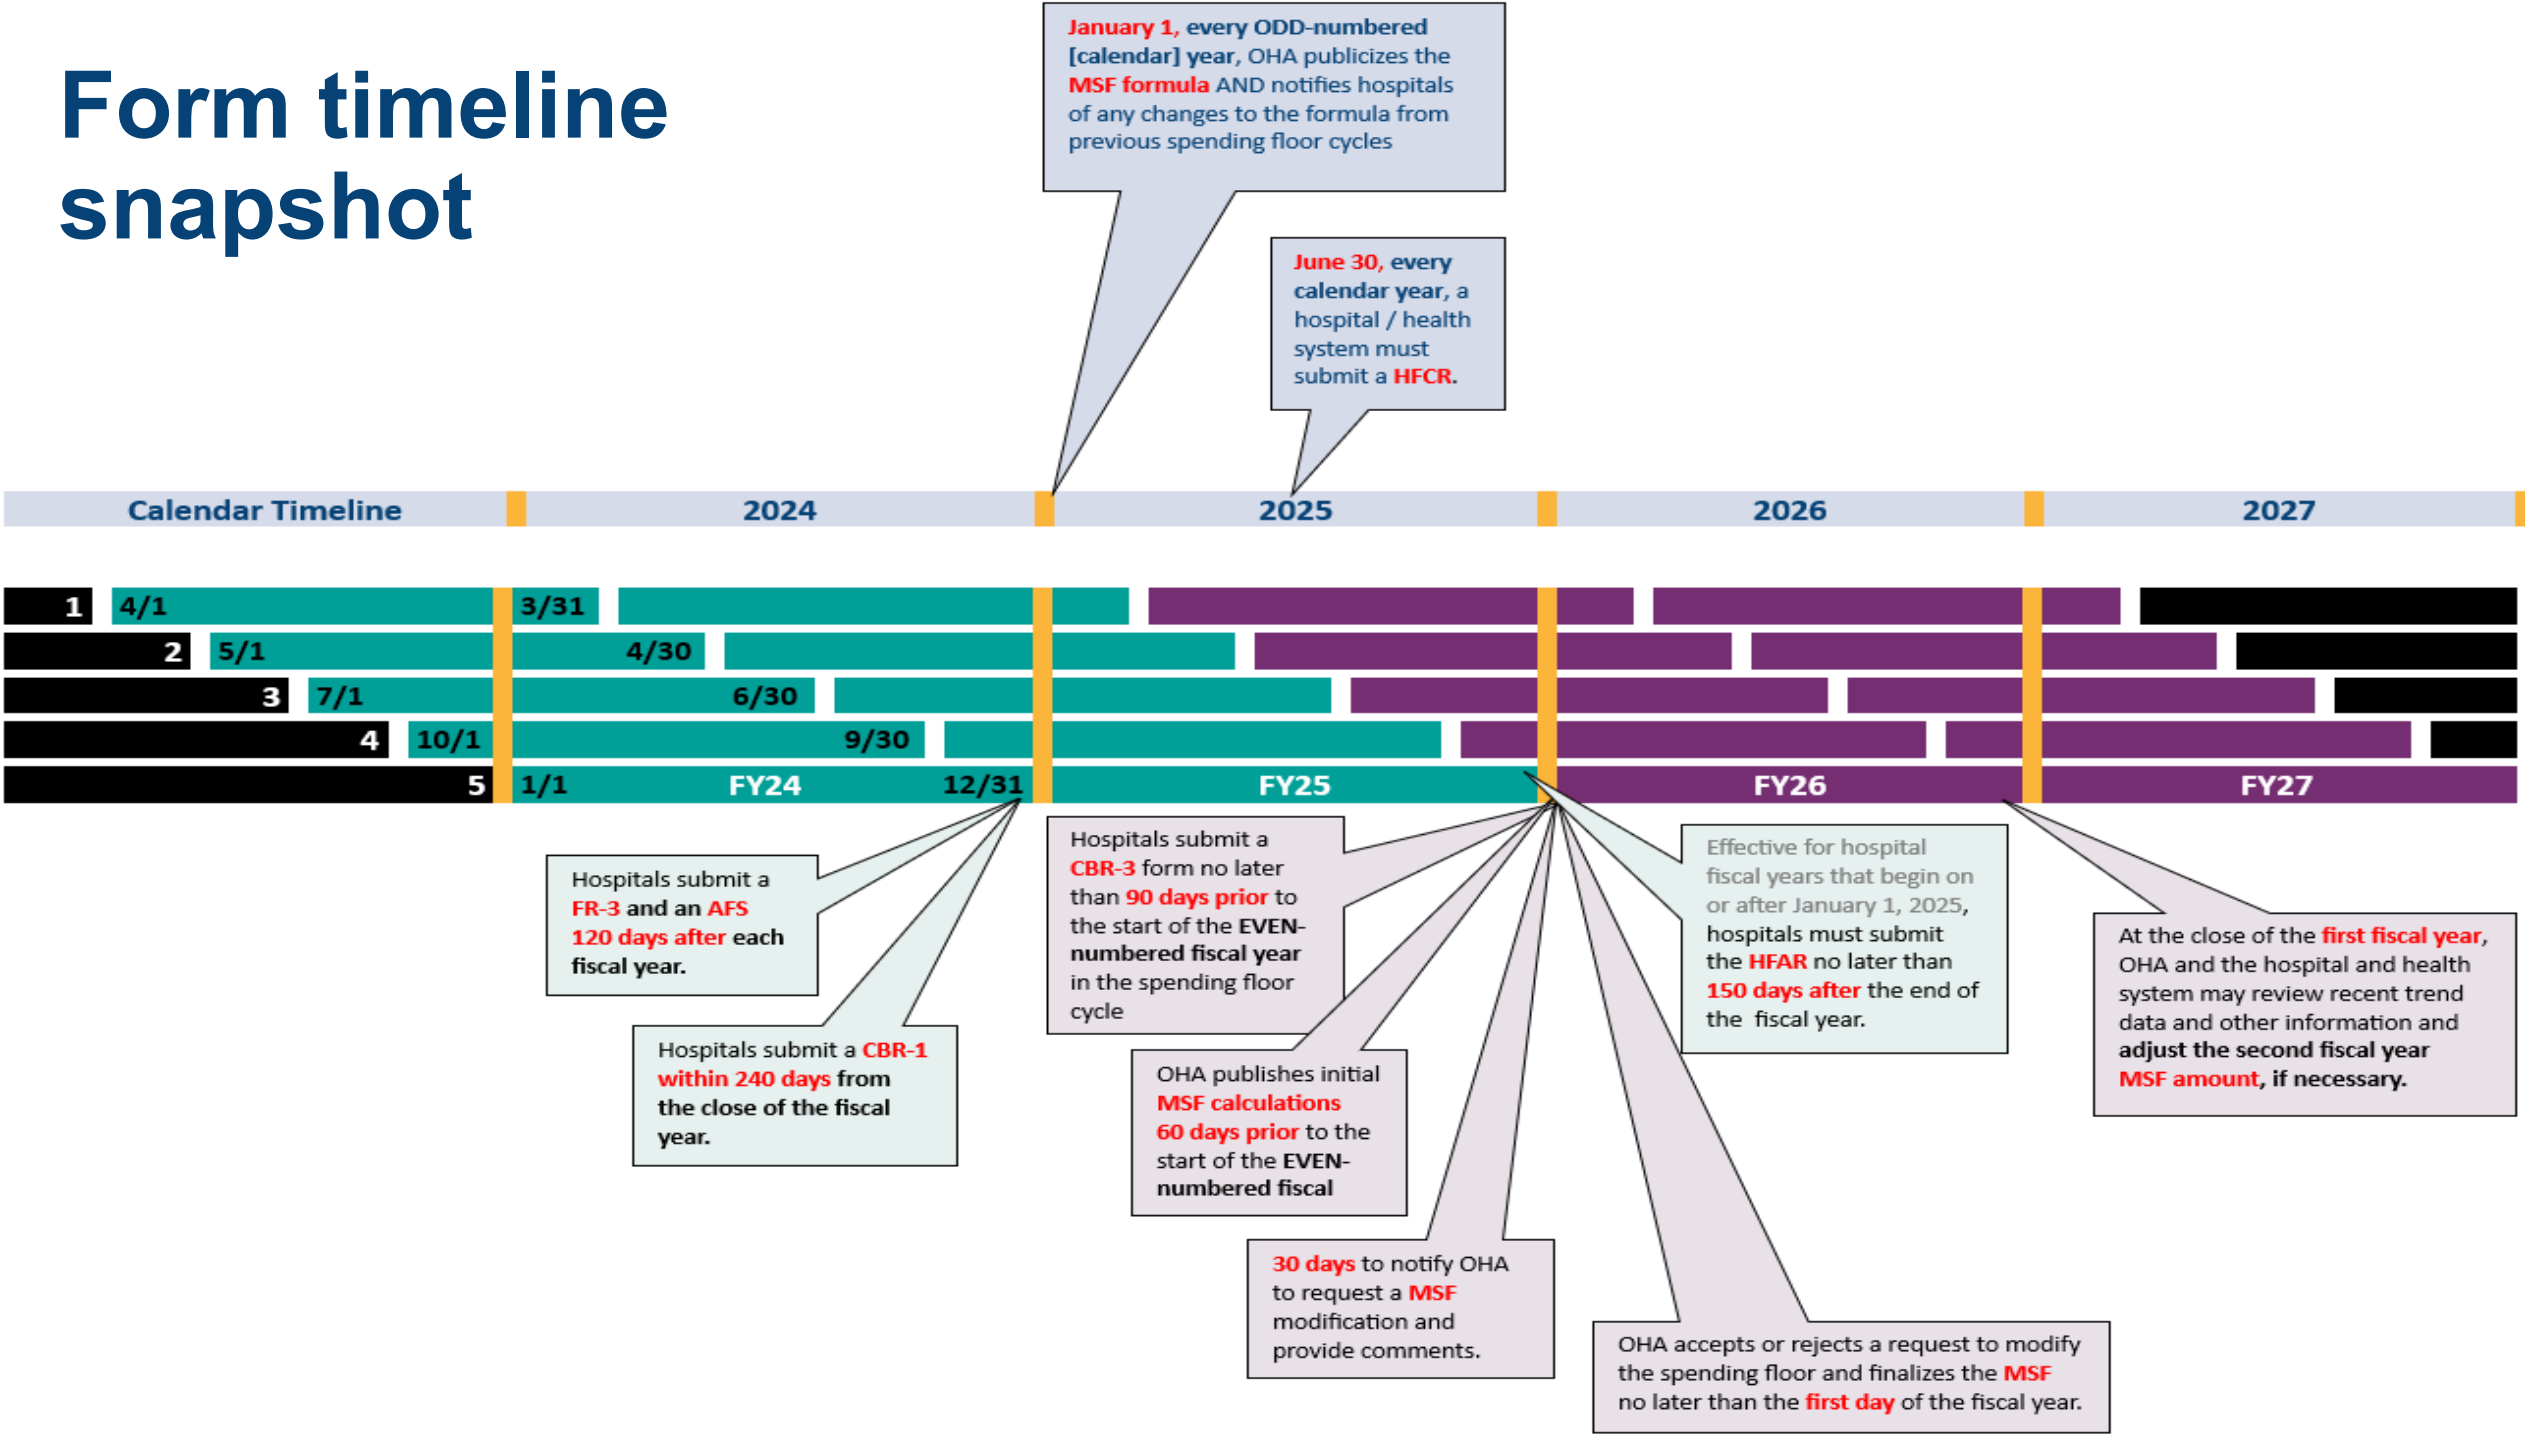 Form timeline
snapshot
January 1, every ODD-numbered
[calendar] year, OHA publicizes the
MSF formula AND notifies hospitals
of any changes to the formula from
previous spending floor cycles
June 30, every
calendar year, a
hospital / health
system must
submit a HFCR.
Calendar Timeline 2024 2025 2026 2027
1 4/1 3/31
2 5/1 4/30
3 7/1 6/30
4 10/1 9/30
5 1/1 FY24 12/31 FY25 FY26 FY27
Hospitals submit a
FR-3 and an AFS
120 days after each
fiscal year.
Hospitals submit a CBR-1
within 240 days from
the close of the fiscal
year.
Hospitals submit a
CBR-3 form no later
than 90 days prior to
the start of the EVEN-
numbered fiscal year
in the spending floor
cycle
OHA publishes initial
MSF calculations
60 days prior to the
start of the EVEN-
numbered fiscal
30 days to notify OHA
to request a MSF
modification and
provide comments.
OHA accepts or rejects a request to modify
the spending floor and finalizes the MSF
no later than the first day of the fiscal year.
Effective for hospital
fiscal years that begin on
or after January 1, 2025,
hospitals must submit
the HFAR no later than
150 days after the end of
the fiscal year.
At the close of the first fiscal year,
OHA and the hospital and health
system may review recent trend
data and other information and
adjust the second fiscal year
MSF amount, if necessary.